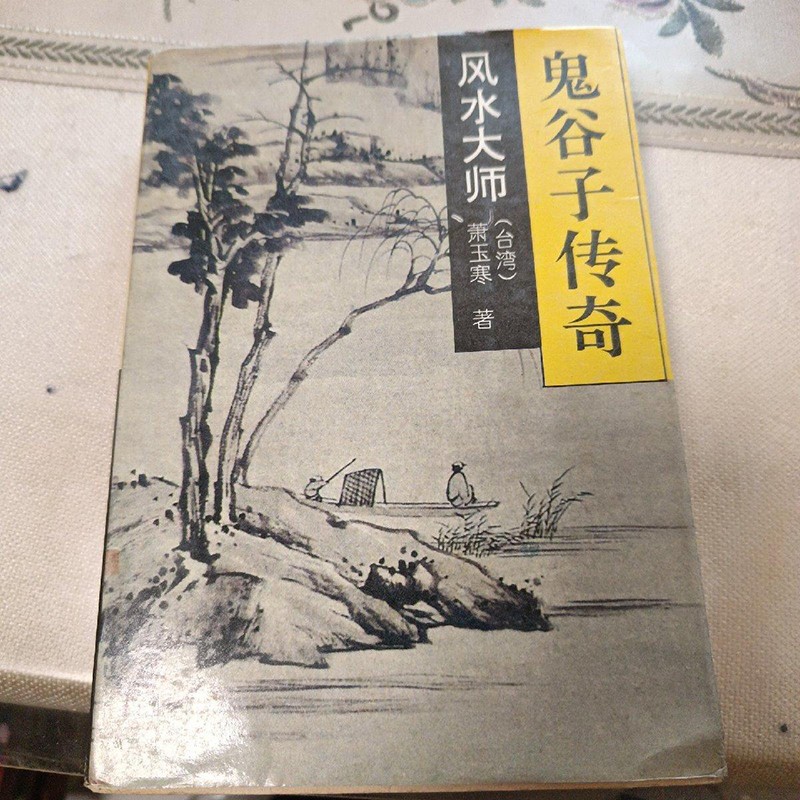 鬼谷子传奇
风水大师
（台湾）
萧玉寒 著